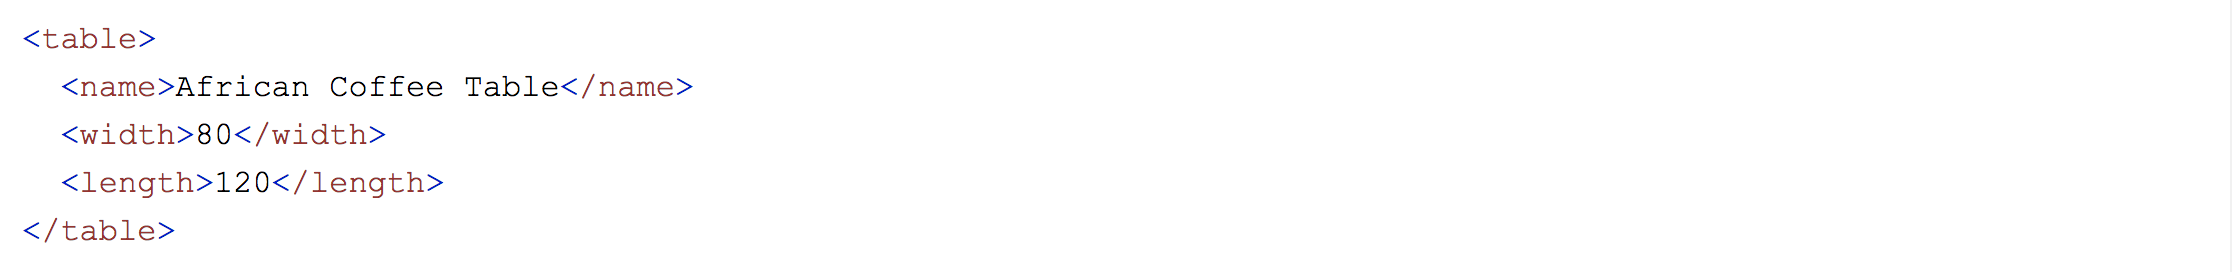 <table>
<name>African Coffee Table</name>
<width>80</width>
<length>120</length>
</table>